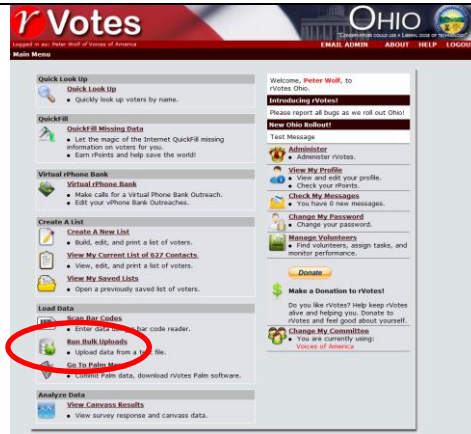 rVotes
OHIO
"CONSERVATIVES COULD USE A LIBERAL DOSE OF TECHNOLOGY"
Logged in as: Peter Wolf of Voices of America
EMAIL ADMIN ABOUT HELP LOGOUT
Main Menu
Quick Look Up
Quick Look Up
Quickly look up voters by name.
QuickFill
QuickFill Missing Data
Let the magic of the Internet QuickFill missing
information on voters for you.
Earn rPoints and help save the world!
Virtual rPhone Bank
Virtual rPhone Bank
Make calls for a Virtual Phone Bank Outreach.
Edit your vPhone Bank Outreaches.
Create A List
Create A New List
Build, edit, and print a list of voters.
View My Current List of 627 Contacts
View, edit, and print a list of voters.
View My Saved Lists
Open a previously saved list of voters.
Load Data
Scan Bar Codes
Enter data using a bar code reader.
Run Bulk Uploads
Upload data from a text file.
Go To Palm Menu
Commit Palm data, download rVotes Palm software.
Analyze Data
View Canvass Results
View survey response and canvass data.
Welcome, Peter Wolf, to
rVotes Ohio.
Introducing rVotes!
Please report all bugs as we roll out Ohio!
New Ohio Rollout!
Test Message
Administer
Administer rVotes.
View My Profile
View and edit your profile.
Check your rPoints.
Check My Messages
You have 0 new messages.
Change My Password
Change your password.
Manage Volunteers
Find volunteers, assign tasks, and
monitor performance.
Donate
Make a Donation to rVotes!
Do you like rVotes? Help keep rVotes
alive and helping you. Donate to
rVotes and feel good about yourself.
Change My Committee
You are currently using:
Voices of America